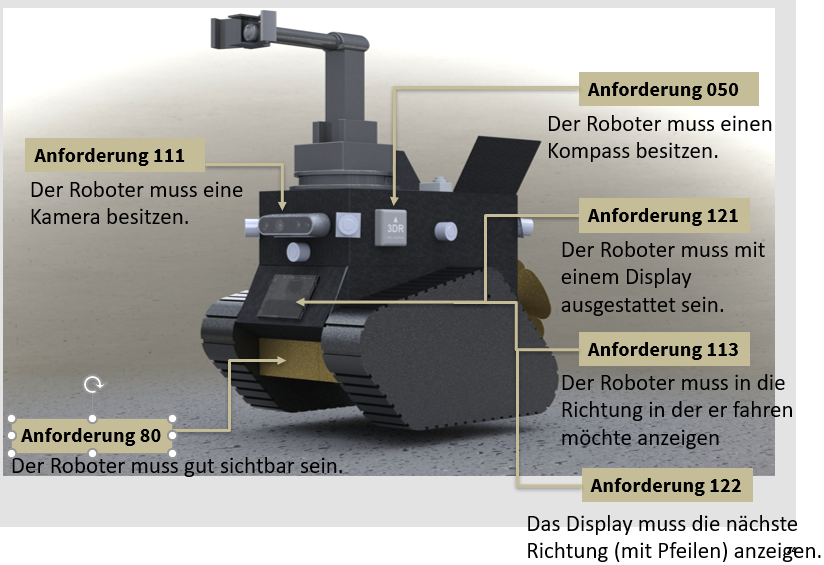 Anforderung 050
Der Roboter muss einen
Kompass besitzen.
Anforderung 111
Der Roboter muss eine
Kamera besitzen.
3DR
Anforderung 121
Der Roboter muss mit
einem Display
ausgestattet sein.
Anforderung 113
Der Roboter muss in die
Richtung in der er fahren
möchte anzeigen
Anforderung 80
Der Roboter muss gut sichtbar sein.
Anforderung 122
Das Display muss die nächste
Richtung (mit Pfeilen) anzeigen.